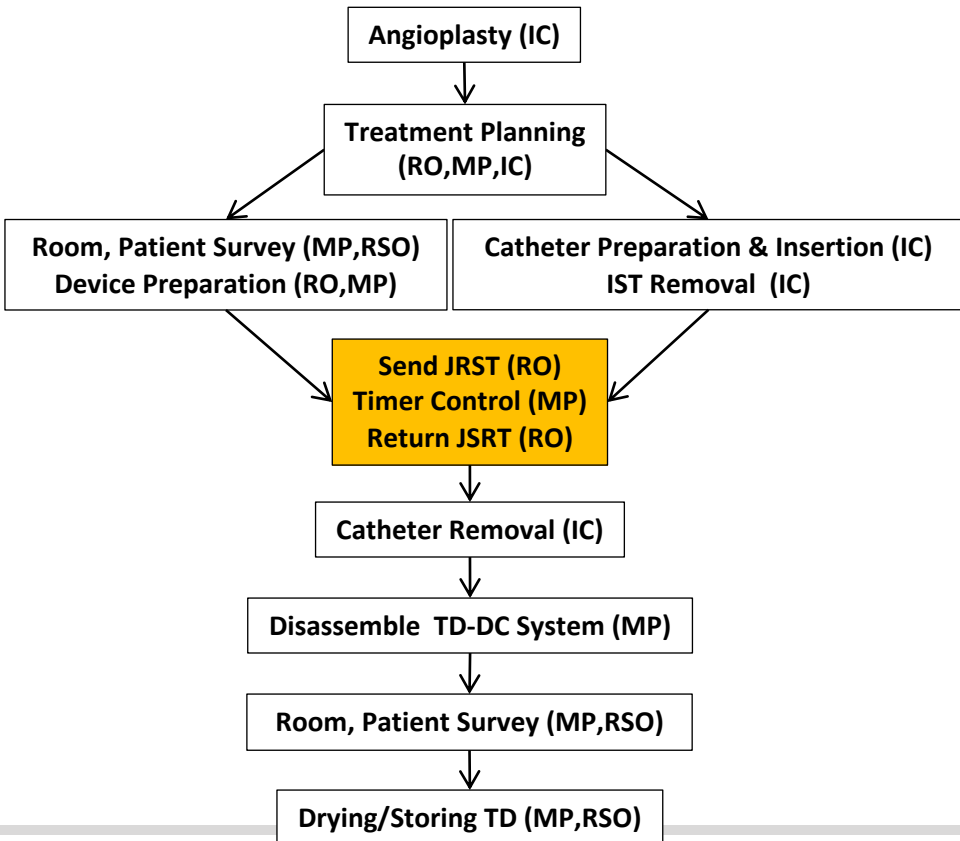 Angioplasty (IC)
Treatment Planning
(RO,MP,IC)
Room, Patient Survey (MP,RSO)
Device Preparation (RO,MP)
Catheter Preparation & Insertion (IC)
IST Removal (IC)
Send JRST (RO)
Timer Control (MP)
Return JSRT (RO)
Catheter Removal (IC)
Disassemble TD-DC System (MP)
Room, Patient Survey (MP,RSO)
Drying/Storing TD (MP,RSO)